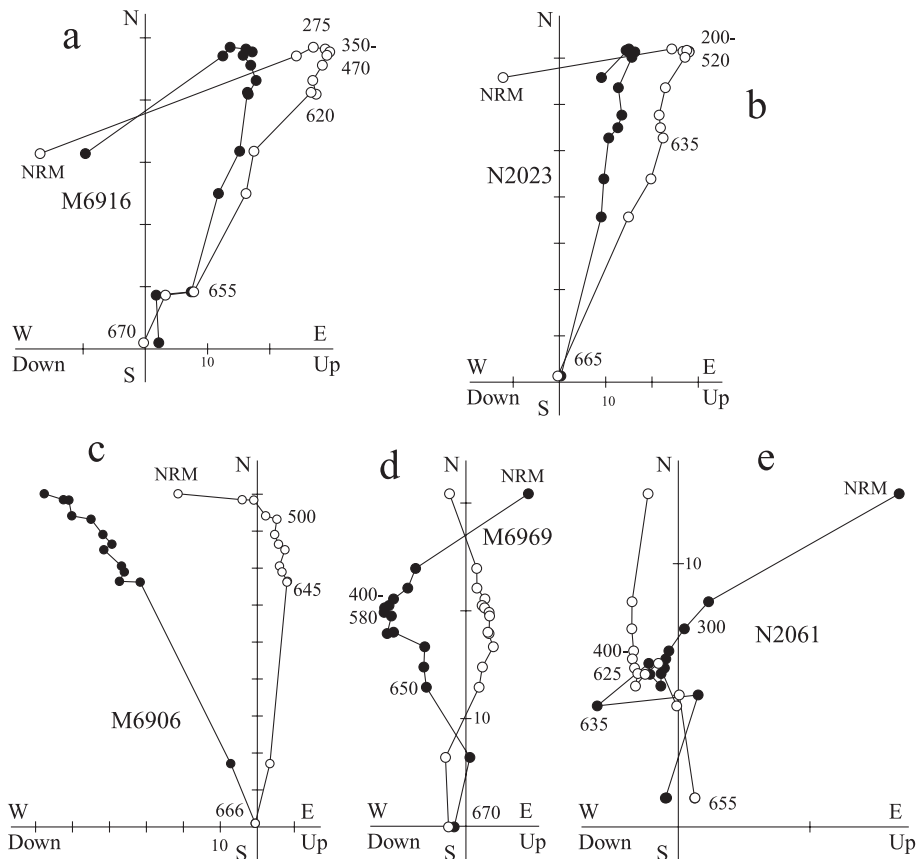 a
N
275
350-
470
620
NRM
M6916
655
670
W
E
Down
10
Up
S
b
N
200-
520
NRM
635
N2023
665
W
E
Down
10
Up
S
c
N
NRM
500
645
M6906
666
W
E
Down
10
Up
S
d
N
NRM
M6969
400-
580
650
10
670
W
E
Down
Up
S
e
N
NRM
10
300
N2061
400-
625
635
655
W
E
Down
Up
S